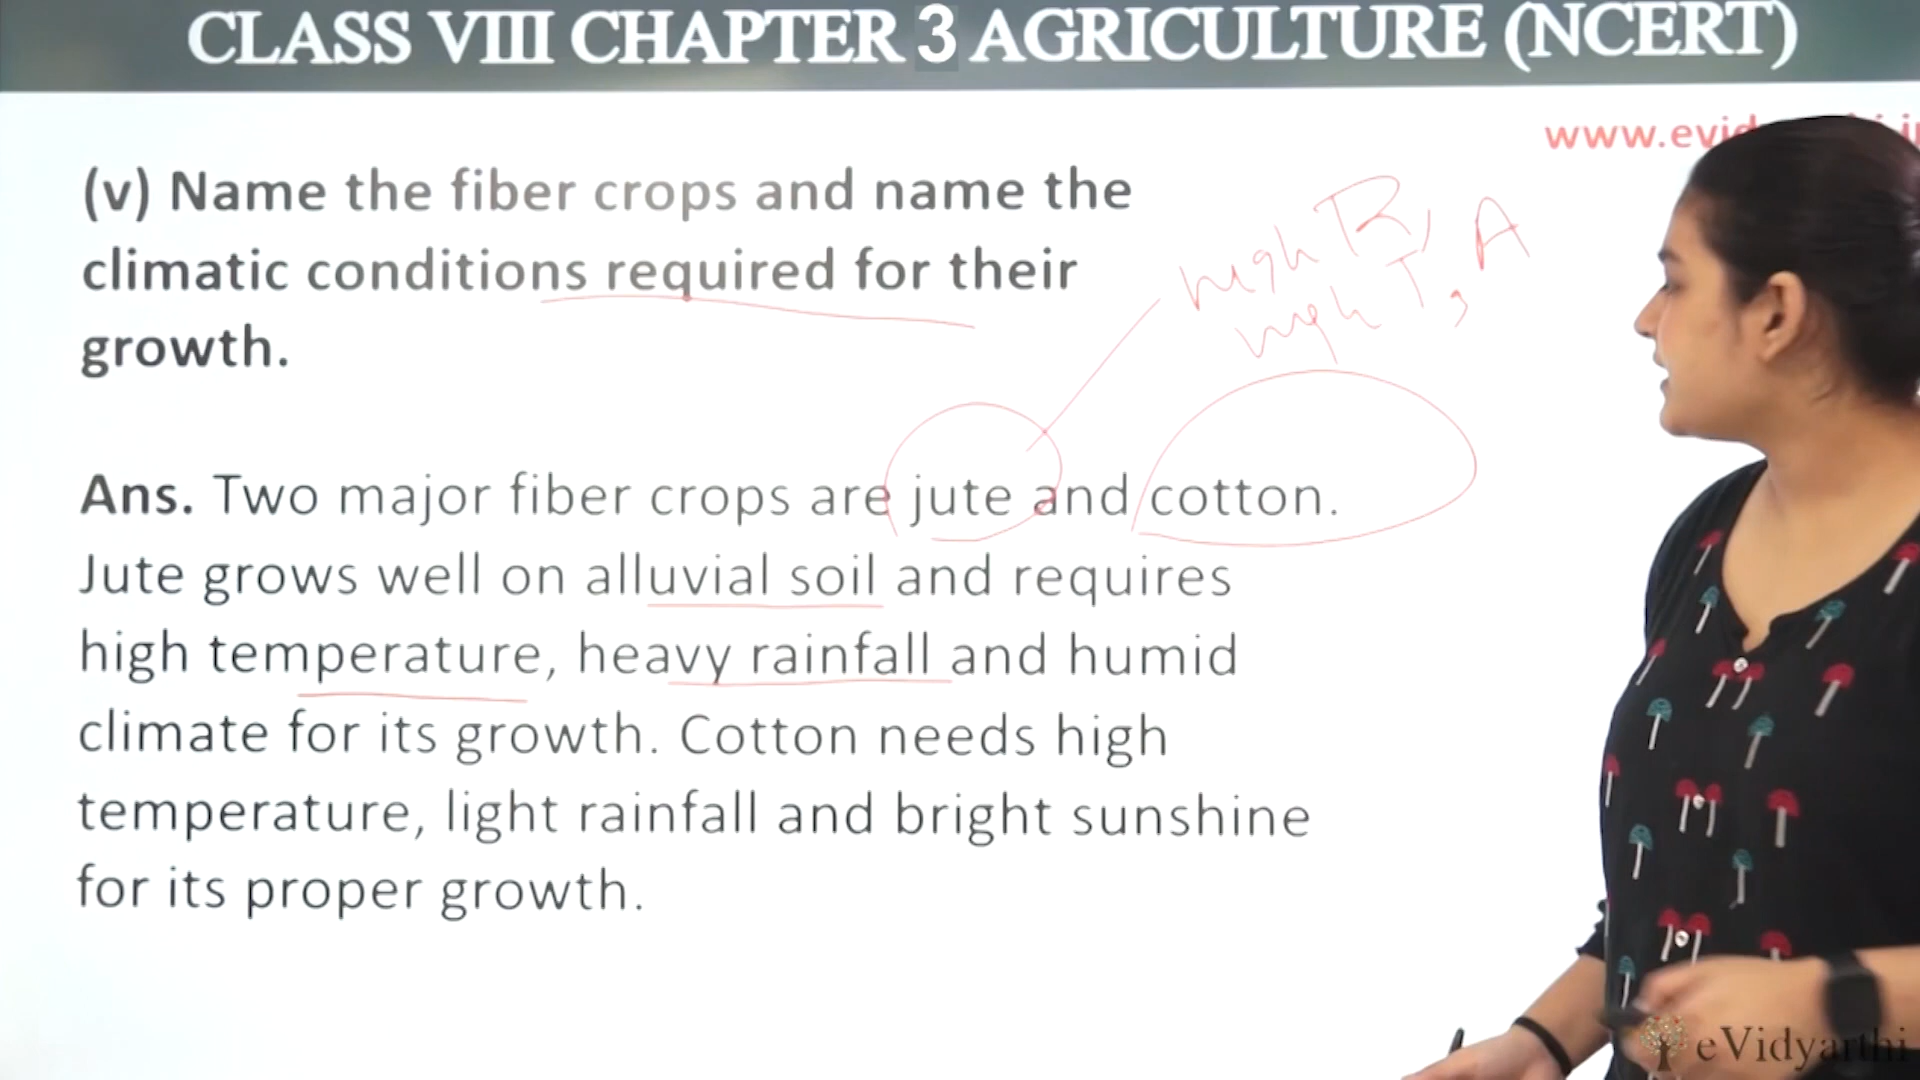 CLASS VIII CHAPTER 3 AGRICULTURE (NCERT)
(v) Name the fiber crops and name the
climatic conditions required for their
growth.
high R,
high T, A
Ans. Two major fiber crops are jute and cotton.
Jute grows well on alluvial soil and requires
high temperature, heavy rainfall and humid
climate for its growth. Cotton needs high
temperature, light rainfall and bright sunshine
for its proper growth.
eVidyarthi